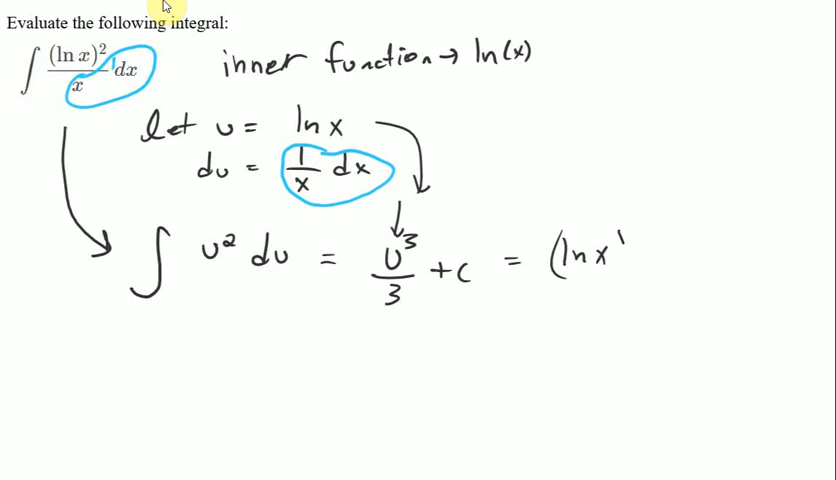 Evaluate the following integral:
∫ (ln x)² / x dx inner function → ln(x)
let u = ln x
du = 1/x dx
∫ u² du = u³/3 + c = (ln x